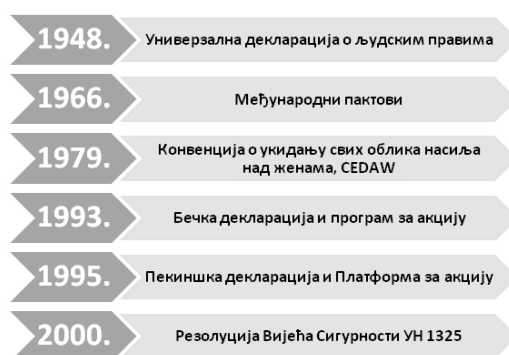 1948.
Универзална декларација о људским правима
1966.
Међународни пактови
1979.
Конвенција о укидању свих облика насиља
над женама, CEDAW
1993.
Бечка декларација и програм за акцију
1995.
Пекиншка декларација и Платформа за акцију
2000.
Резолуција Вијећа Сигурности УН 1325